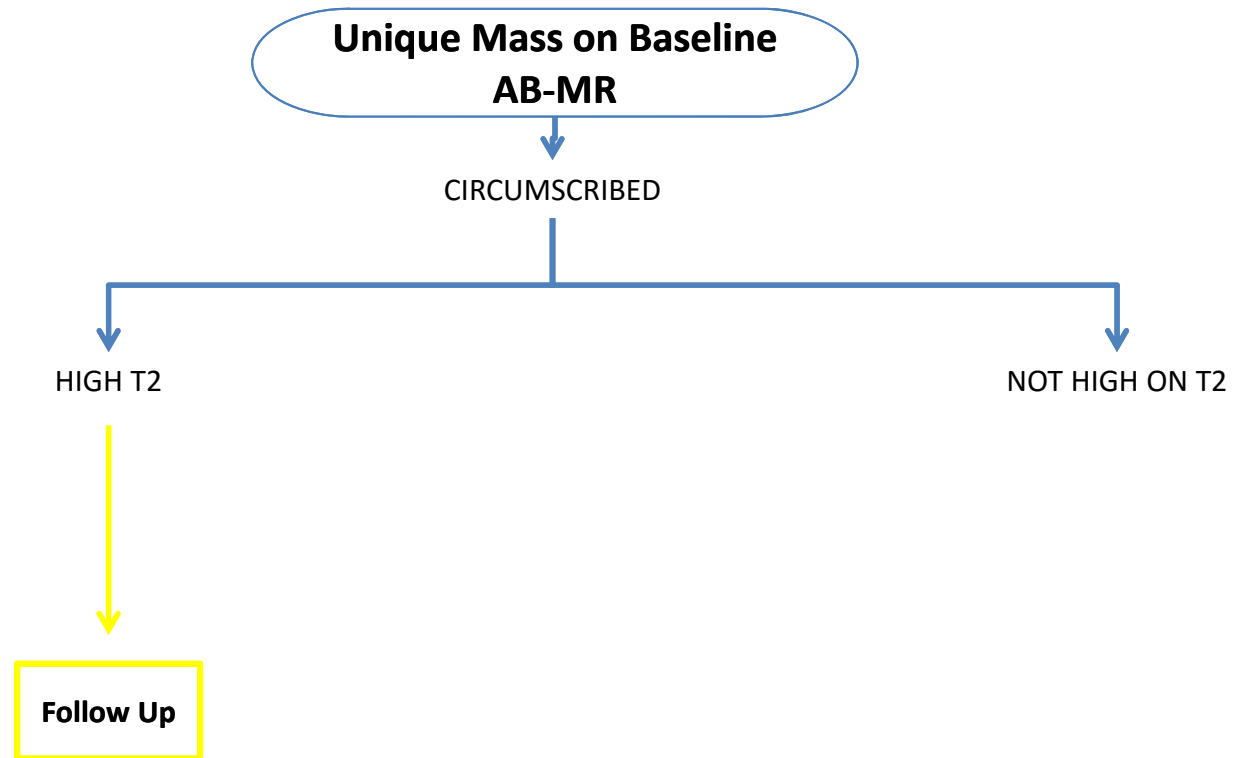 Unique Mass on Baseline
AB-MR
CIRCUMSCRIBED
HIGH T2
NOT HIGH ON T2
Follow Up